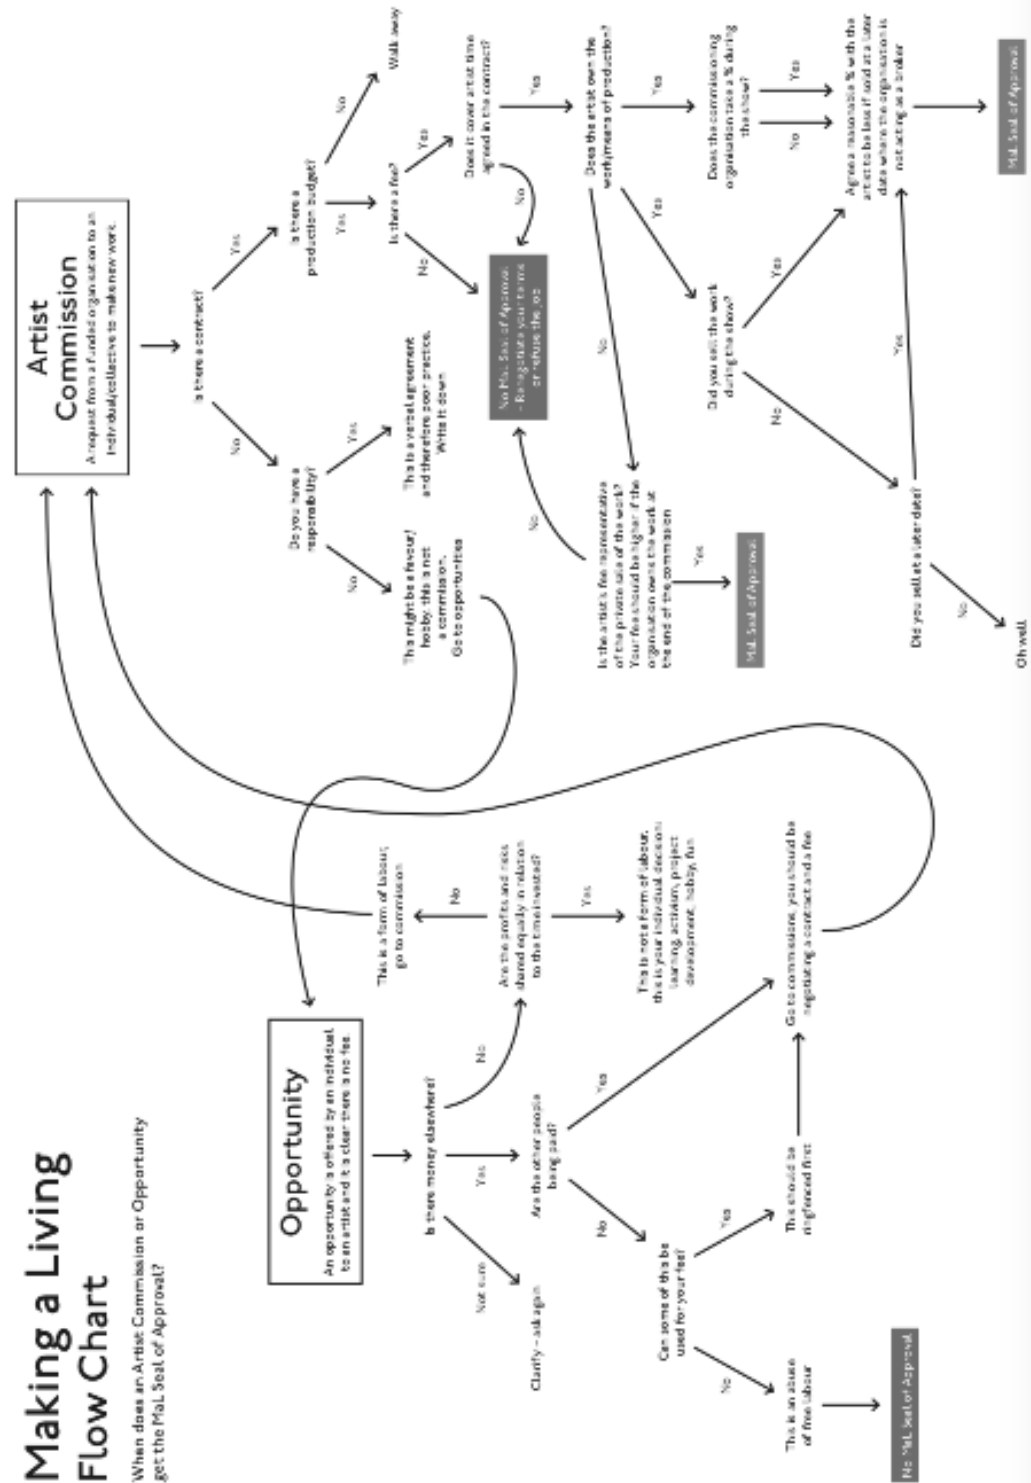 Making a Living
Flow Chart
When does an Artist Commission or Opportunity
get the MaL Seal of Approval?
Opportunity
An opportunity is offered by an individual
to an artist and it is clear there is no fee.
Is there money elsewhere?
Not sure
Yes
No
Clarify – ask again
Are the other people
being paid?
No
Yes
Can some of this be
used for your fee?
No
Yes
This is an abuse
of free labour
No MaL Seal of Approval
This should be
ringfenced first
Go to commissions, you should be
negotiating a contract and a fee
Are the profits and risks
shared equally in relation
to the time invested?
No
Yes
This is a form of labour,
go to commission
This is not a form of labour,
this is your individual decision:
learning, activism, project
development, hobby, fun
Artist
Commission
A request from a funded organisation to an
individual/collective to make new work.
Is there a contract?
No
Yes
Do you have a
responsibility?
No
Yes
This might be a favour/
hobby, this is not
a commission.
Go to opportunities
This is a verbal agreement
and therefore poor practice.
Write it down
Is there a
production budget?
Yes
No
Walk away
Is there a fee?
No
Yes
Does it cover artist time
agreed in the contract?
No
Yes
No MaL Seal of Approval
– Renegotiate your terms
or refuse the job
Does the artist own the
work/means of production?
No
Yes
Yes
Is the artist's fee representative
of the private sale of the work?
Your fee should be higher if the
organisation owns the work at
the end of the commission
No
Yes
MaL Seal of Approval
Did you sell the work
during the show?
No
Yes
Does the commissioning
organisation take a % during
the show?
No
Yes
Did you sell at a later date?
No
Yes
Oh well
Agree a reasonable % with the
artist to be less if sold at a later
date where the organisation is
not acting as a broker
MaL Seal of Approval